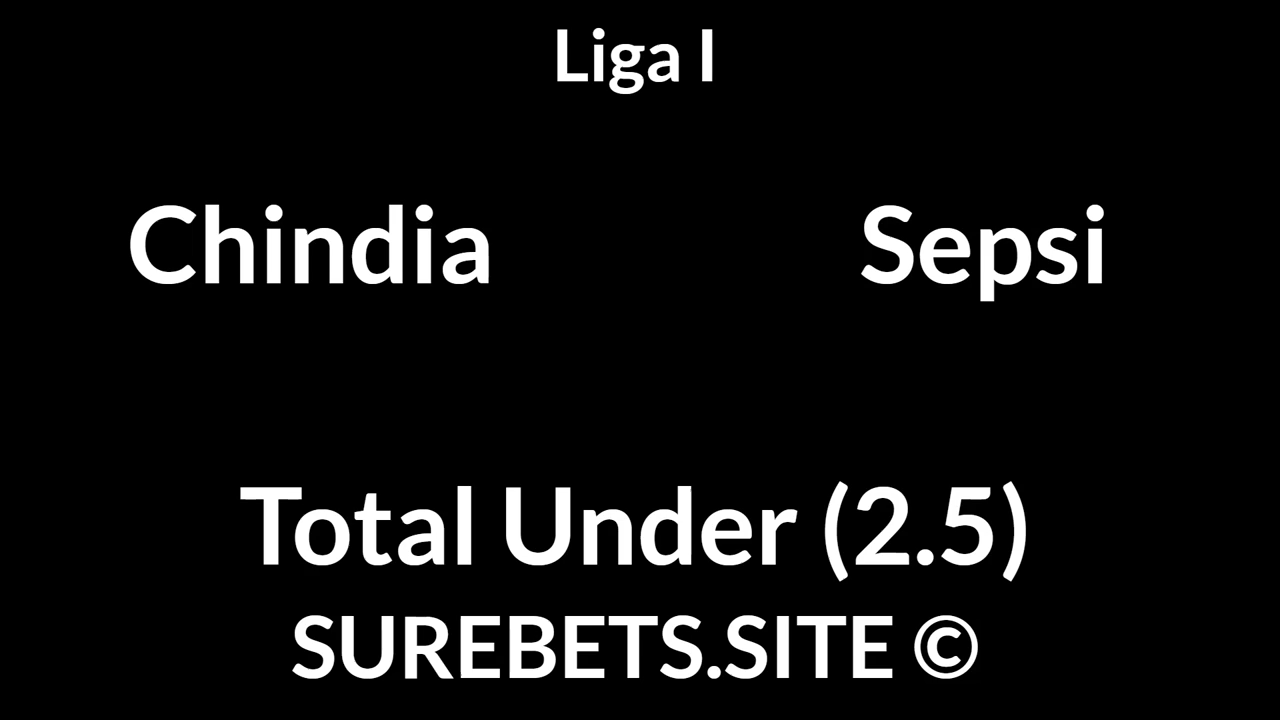 Liga I
Chindia Sepsi
Total Under (2.5)
SUREBETS.SITE ©